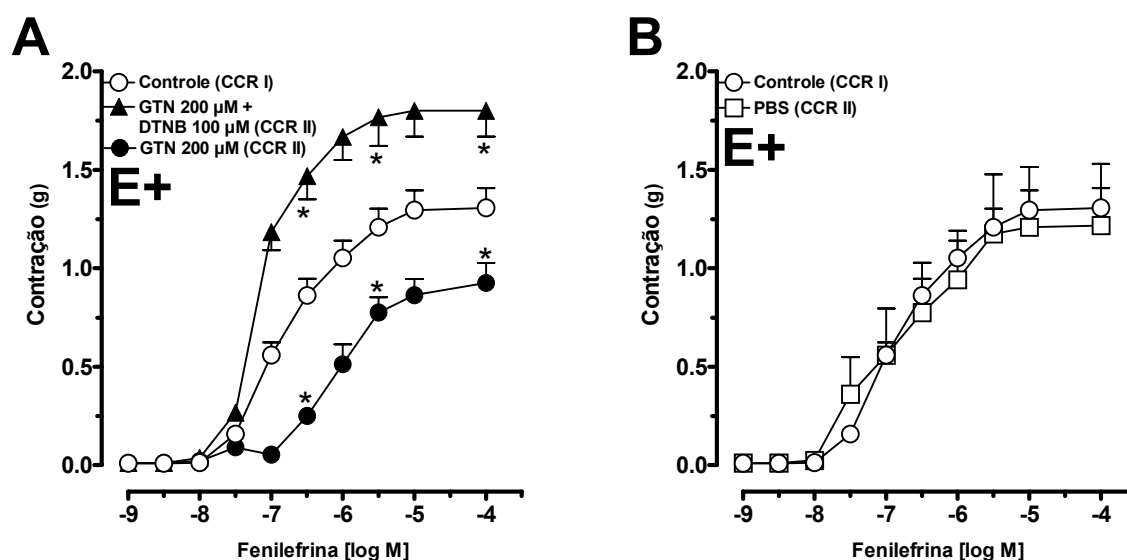 A
2.0
1.5
1.0
0.5
0.0
Contração (g)
Controle (CCR I)
GTN 200 µM +
DTNB 100 µM (CCR II)
GTN 200 µM (CCR II)
E+
*
*
*
*
*
*
-9
-8
-7
-6
-5
-4
Fenilefrina [log M]
B
2.0
1.5
1.0
0.5
0.0
Contração (g)
Controle (CCR I)
PBS (CCR II)
E+
-9
-8
-7
-6
-5
-4
Fenilefrina [log M]